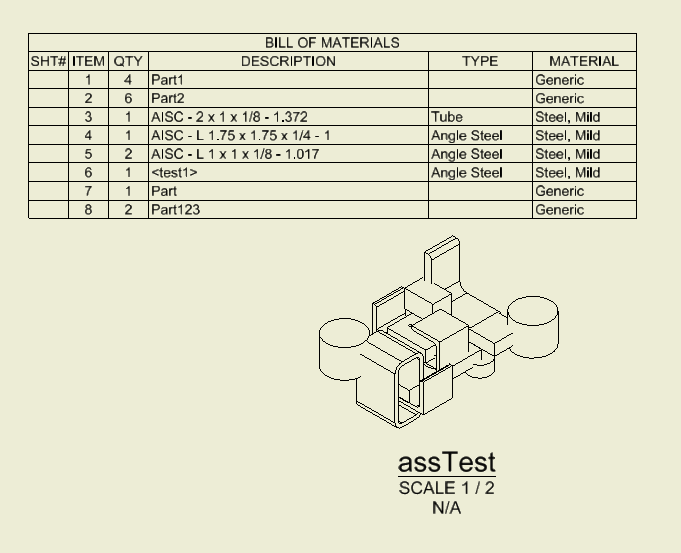 BILL OF MATERIALS
SHT# ITEM QTY DESCRIPTION TYPE MATERIAL
1 4 Part1 Generic
2 6 Part2 Generic
3 1 AISC - 2 x 1 x 1/8 - 1.372 Tube Steel, Mild
4 1 AISC - L 1.75 x 1.75 x 1/4 - 1 Angle Steel Steel, Mild
5 2 AISC - L 1 x 1 x 1/8 - 1.017 Angle Steel Steel, Mild
6 1 <test1> Angle Steel Steel, Mild
7 1 Part Generic
8 2 Part123 Generic
assTest
SCALE 1 / 2
N/A